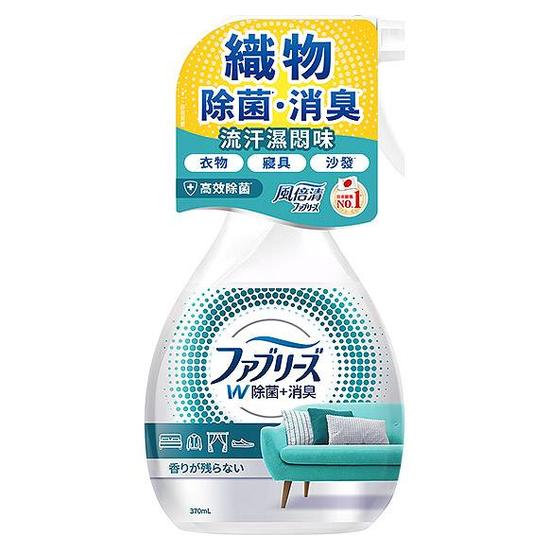 織物
除菌·消臭
流汗濕悶味
衣物 寢具 沙發
高效除菌
風倍清
ファブリーズ
NO.1
ファブリーズ
W除菌+消臭
香りが残らない
370mL